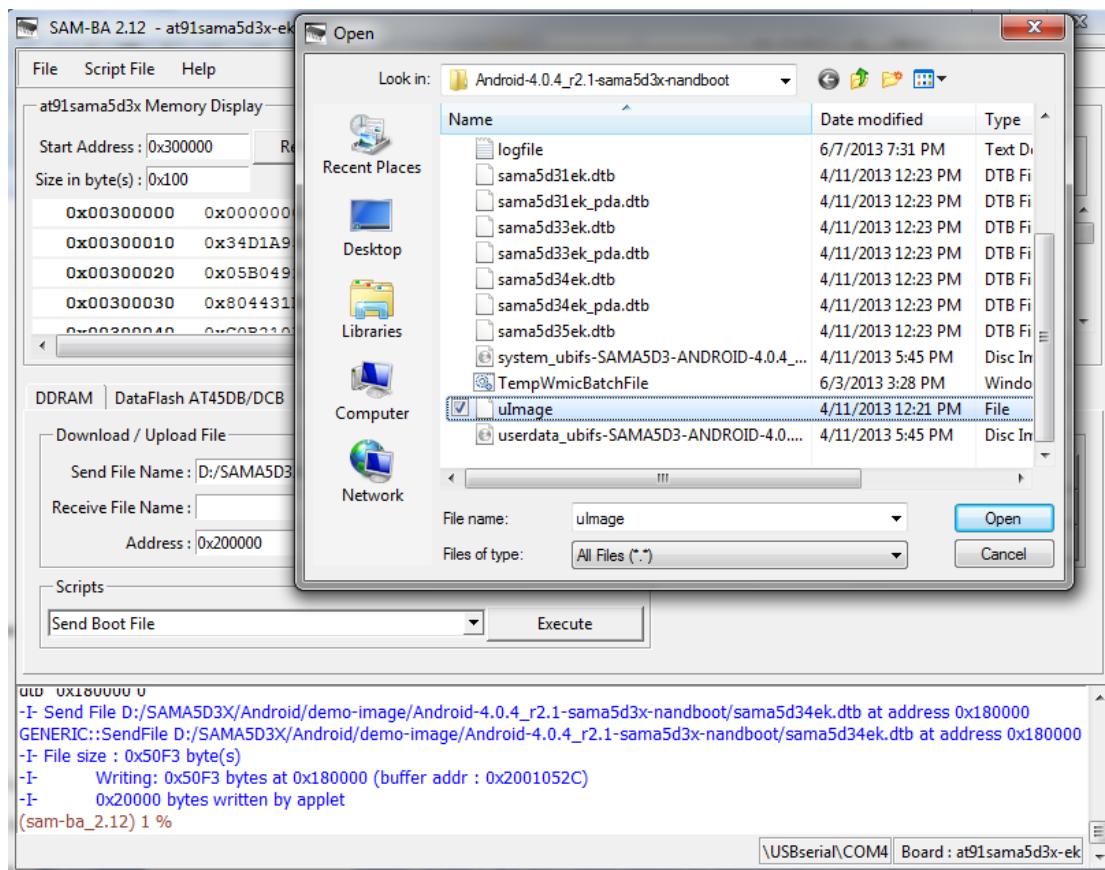 SAM-BA 2.12 - at91sama5d3x-ek
Open
File Script File Help
Look in: Android-4.0.4_r2.1-sama5d3x-nandboot
at91sama5d3x Memory Display
Start Address : 0x300000
Size in byte(s) : 0x100
0x00300000
0x00300010
0x00300020
0x00300030
Recent Places
Desktop
Libraries
Computer
Network
Name Date modified Type
logfile 6/7/2013 7:31 PM Text
sama5d31ek.dtb 4/11/2013 12:23 PM DTB Fi
sama5d31ek_pda.dtb 4/11/2013 12:23 PM DTB Fi
sama5d33ek.dtb 4/11/2013 12:23 PM DTB Fi
sama5d33ek_pda.dtb 4/11/2013 12:23 PM DTB Fi
sama5d34ek.dtb 4/11/2013 12:23 PM DTB Fi
sama5d34ek_pda.dtb 4/11/2013 12:23 PM DTB Fi
sama5d35ek.dtb 4/11/2013 12:23 PM DTB Fi
system_ubifs-SAMA5D3-ANDROID-4.0.4_... 4/11/2013 5:45 PM Disc Im
TempWmicBatchFile 6/3/2013 3:28 PM Windo
uImage 4/11/2013 12:21 PM File
userdata_ubifs-SAMA5D3-ANDROID-4.0.... 4/11/2013 5:45 PM Disc Im
File name: uImage Open
Files of type: All Files (*.*) Cancel
DDRAM DataFlash AT45DB/DCB
Download / Upload File
Send File Name : D:/SAMA5D3
Receive File Name :
Address : 0x200000
Scripts
Send Boot File Execute
dtb 0x180000 0
-I- Send File D:/SAMA5D3X/Android/demo-image/Android-4.0.4_r2.1-sama5d3x-nandboot/sama5d34ek.dtb at address 0x180000
GENERIC::SendFile D:/SAMA5D3X/Android/demo-image/Android-4.0.4_r2.1-sama5d3x-nandboot/sama5d34ek.dtb at address 0x180000
-I- File size : 0x50F3 byte(s)
-I- Writing: 0x50F3 bytes at 0x180000 (buffer addr : 0x2001052C)
-I- 0x20000 bytes written by applet
(sam-ba_2.12) 1 %
\USBserial\COM4 Board : at91sama5d3x-ek